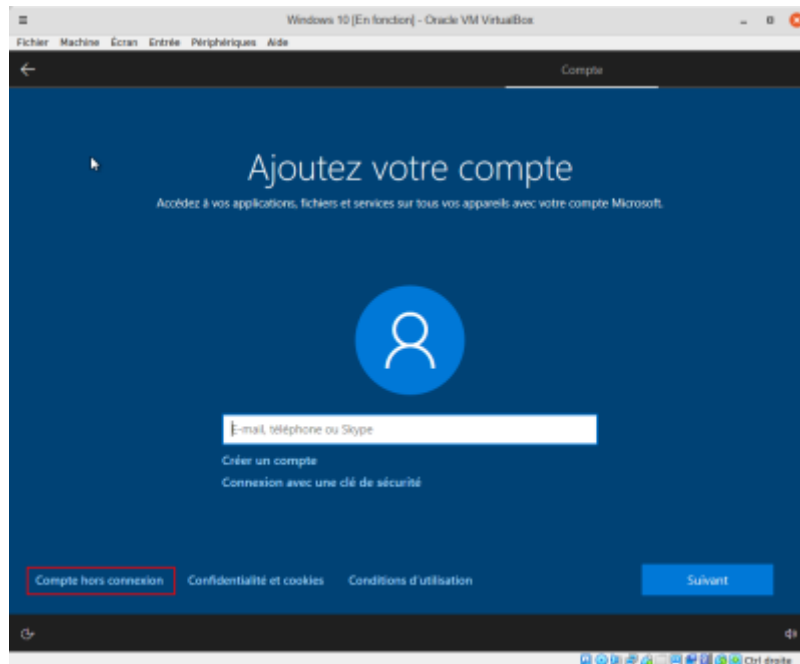 Windows 10 [En fonction] - Oracle VM VirtualBox
Fichier Machine Écran Entrée Périphériques Aide
Compte
Ajoutez votre compte
Accédez à vos applications, fichiers et services sur tous vos appareils avec votre compte Microsoft.
E-mail, téléphone ou Skype
Créer un compte
Connexion avec une clé de sécurité
Compte hors connexion Confidentialité et cookies Conditions d'utilisation Suivant
Ctrl droite